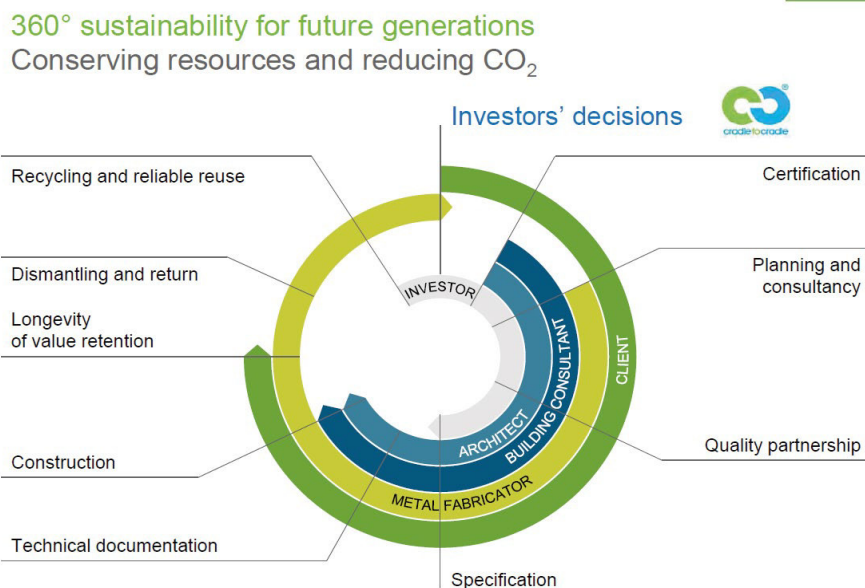 360° sustainability for future generations
Conserving resources and reducing CO₂
Investors’ decisions
®
cradletocradle
Recycling and reliable reuse
Certification
Dismantling and return
Planning and
consultancy
Longevity
of value retention
INVESTOR
CLIENT
BUILDING CONSULTANT
ARCHITECT
METAL FABRICATOR
Quality partnership
Construction
Technical documentation
Specification